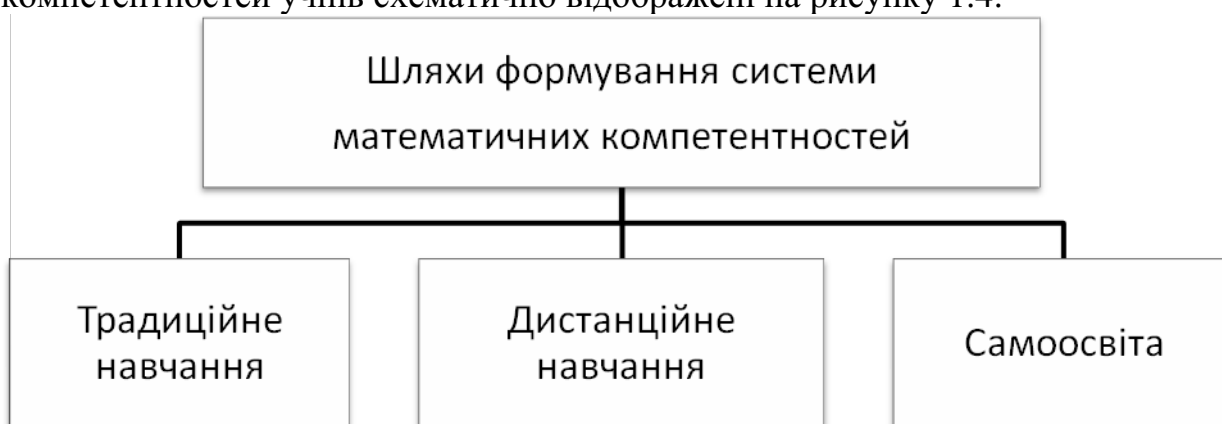 компетентностей учнів схематично відображені на рисунку 1.4.
Шляхи формування системи
математичних компетентностей
Традиційне
навчання
Дистанційне
навчання
Самоосвіта